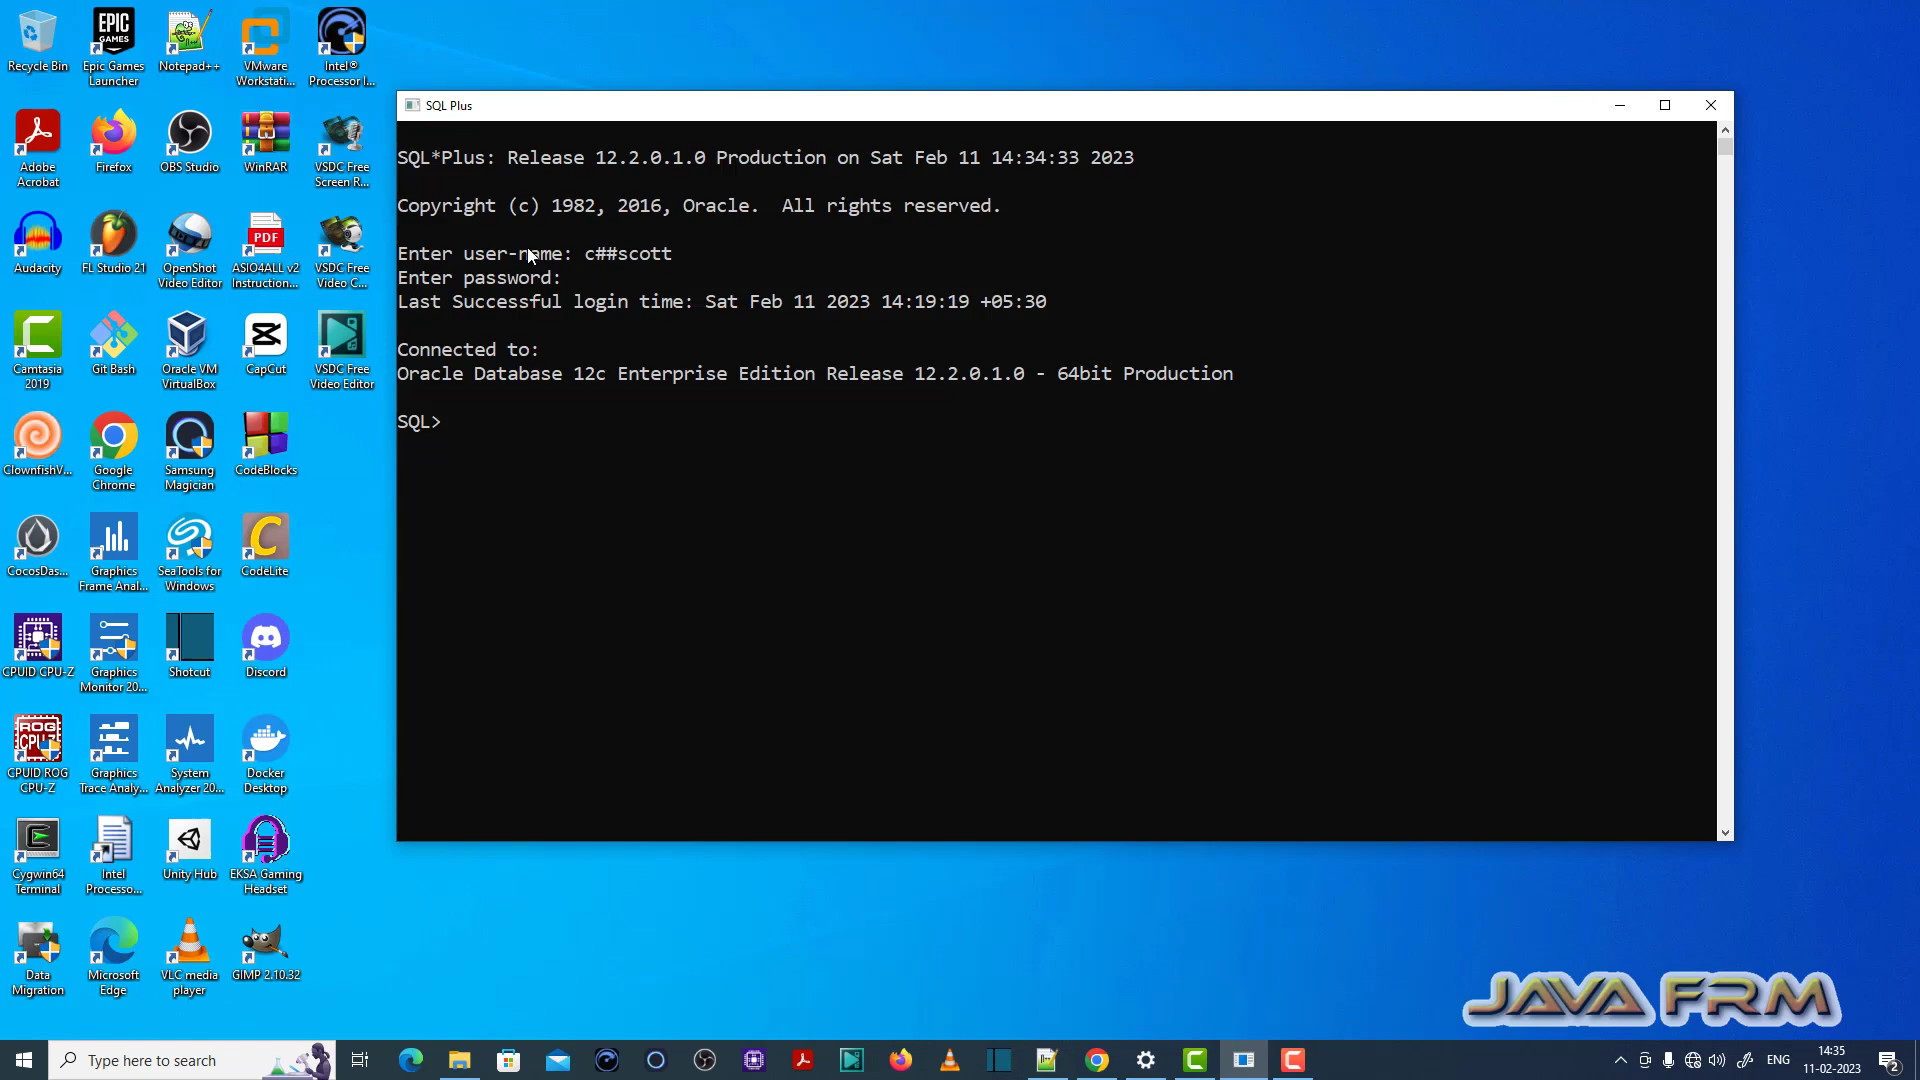 Recycle Bin
Epic Games
Launcher
Notepad++
VMware
Workstati...
Intel®
Processor I...
Adobe
Acrobat
Firefox
OBS Studio
WinRAR
VSDC Free
Screen R...
Audacity
FL Studio 21
OpenShot
Video Editor
PDF
ASIO4ALL v2
Instruction...
VSDC Free
Video C...
Camtasia
2019
Git Bash
Oracle VM
VirtualBox
CapCut
VSDC Free
Video Editor
ClownfishV...
Google
Chrome
Samsung
Magician
CodeBlocks
CocosDas...
Graphics
Frame Anal...
SeaTools for
Windows
CodeLite
CPUID CPU-Z
Graphics
Monitor 20...
Shotcut
Discord
CPUID ROG
CPU-Z
Graphics
Trace Analy...
System
Analyzer 20...
Docker
Desktop
Cygwin64
Terminal
Intel
Processo...
Unity Hub
EKSA Gaming
Headset
Data
Migration
Microsoft
Edge
VLC media
player
GIMP 2.10.32
SQL Plus
SQL*Plus: Release 12.2.0.1.0 Production on Sat Feb 11 14:34:33 2023
Copyright (c) 1982, 2016, Oracle.  All rights reserved.
Enter user-name: c##scott
Enter password:
Last Successful login time: Sat Feb 11 2023 14:19:19 +05:30
Connected to:
Oracle Database 12c Enterprise Edition Release 12.2.0.1.0 - 64bit Production
SQL>
JAVA FRM
Type here to search
ENG
14:35
11-02-2023
2